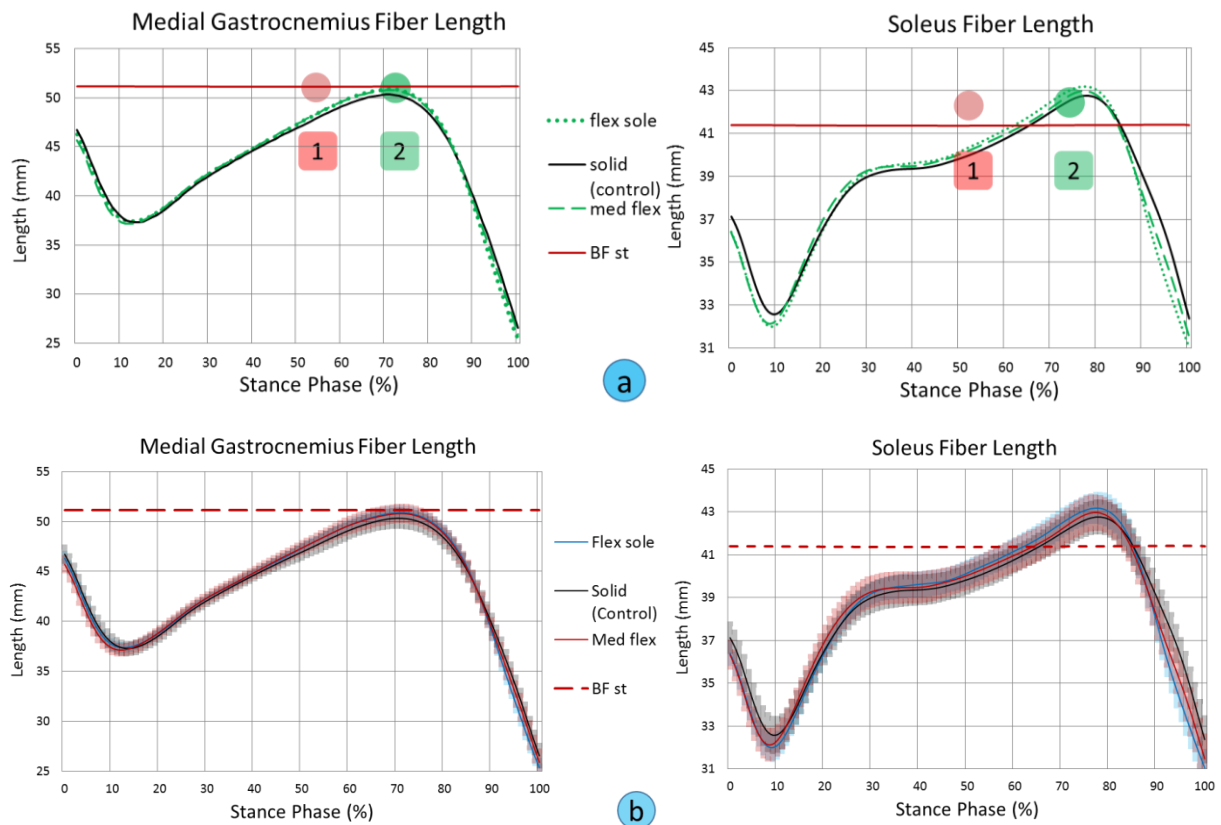 Medial Gastrocnemius Fiber Length
55
50
45
40
35
30
25
Length (mm)
0 10 20 30 40 50 60 70 80 90 100
Stance Phase (%)
1
2
flex sole
solid
(control)
med flex
BF st
Soleus Fiber Length
45
43
41
39
37
35
33
31
Length (mm)
0 10 20 30 40 50 60 70 80 90 100
Stance Phase (%)
1
2
a
Medial Gastrocnemius Fiber Length
55
50
45
40
35
30
25
Length (mm)
0 10 20 30 40 50 60 70 80 90 100
Stance Phase (%)
Flex sole
Solid
(Control)
Med flex
BF st
Soleus Fiber Length
45
43
41
39
37
35
33
31
Length (mm)
0 10 20 30 40 50 60 70 80 90 100
Stance Phase (%)
b